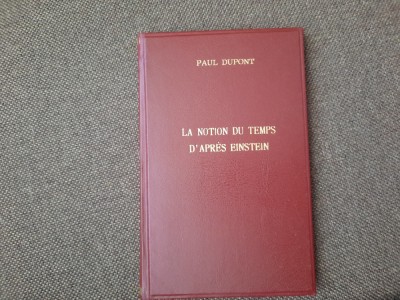 PAUL DUPONT
LA NOTION DU TEMPS
D'APRÈS EINSTEIN